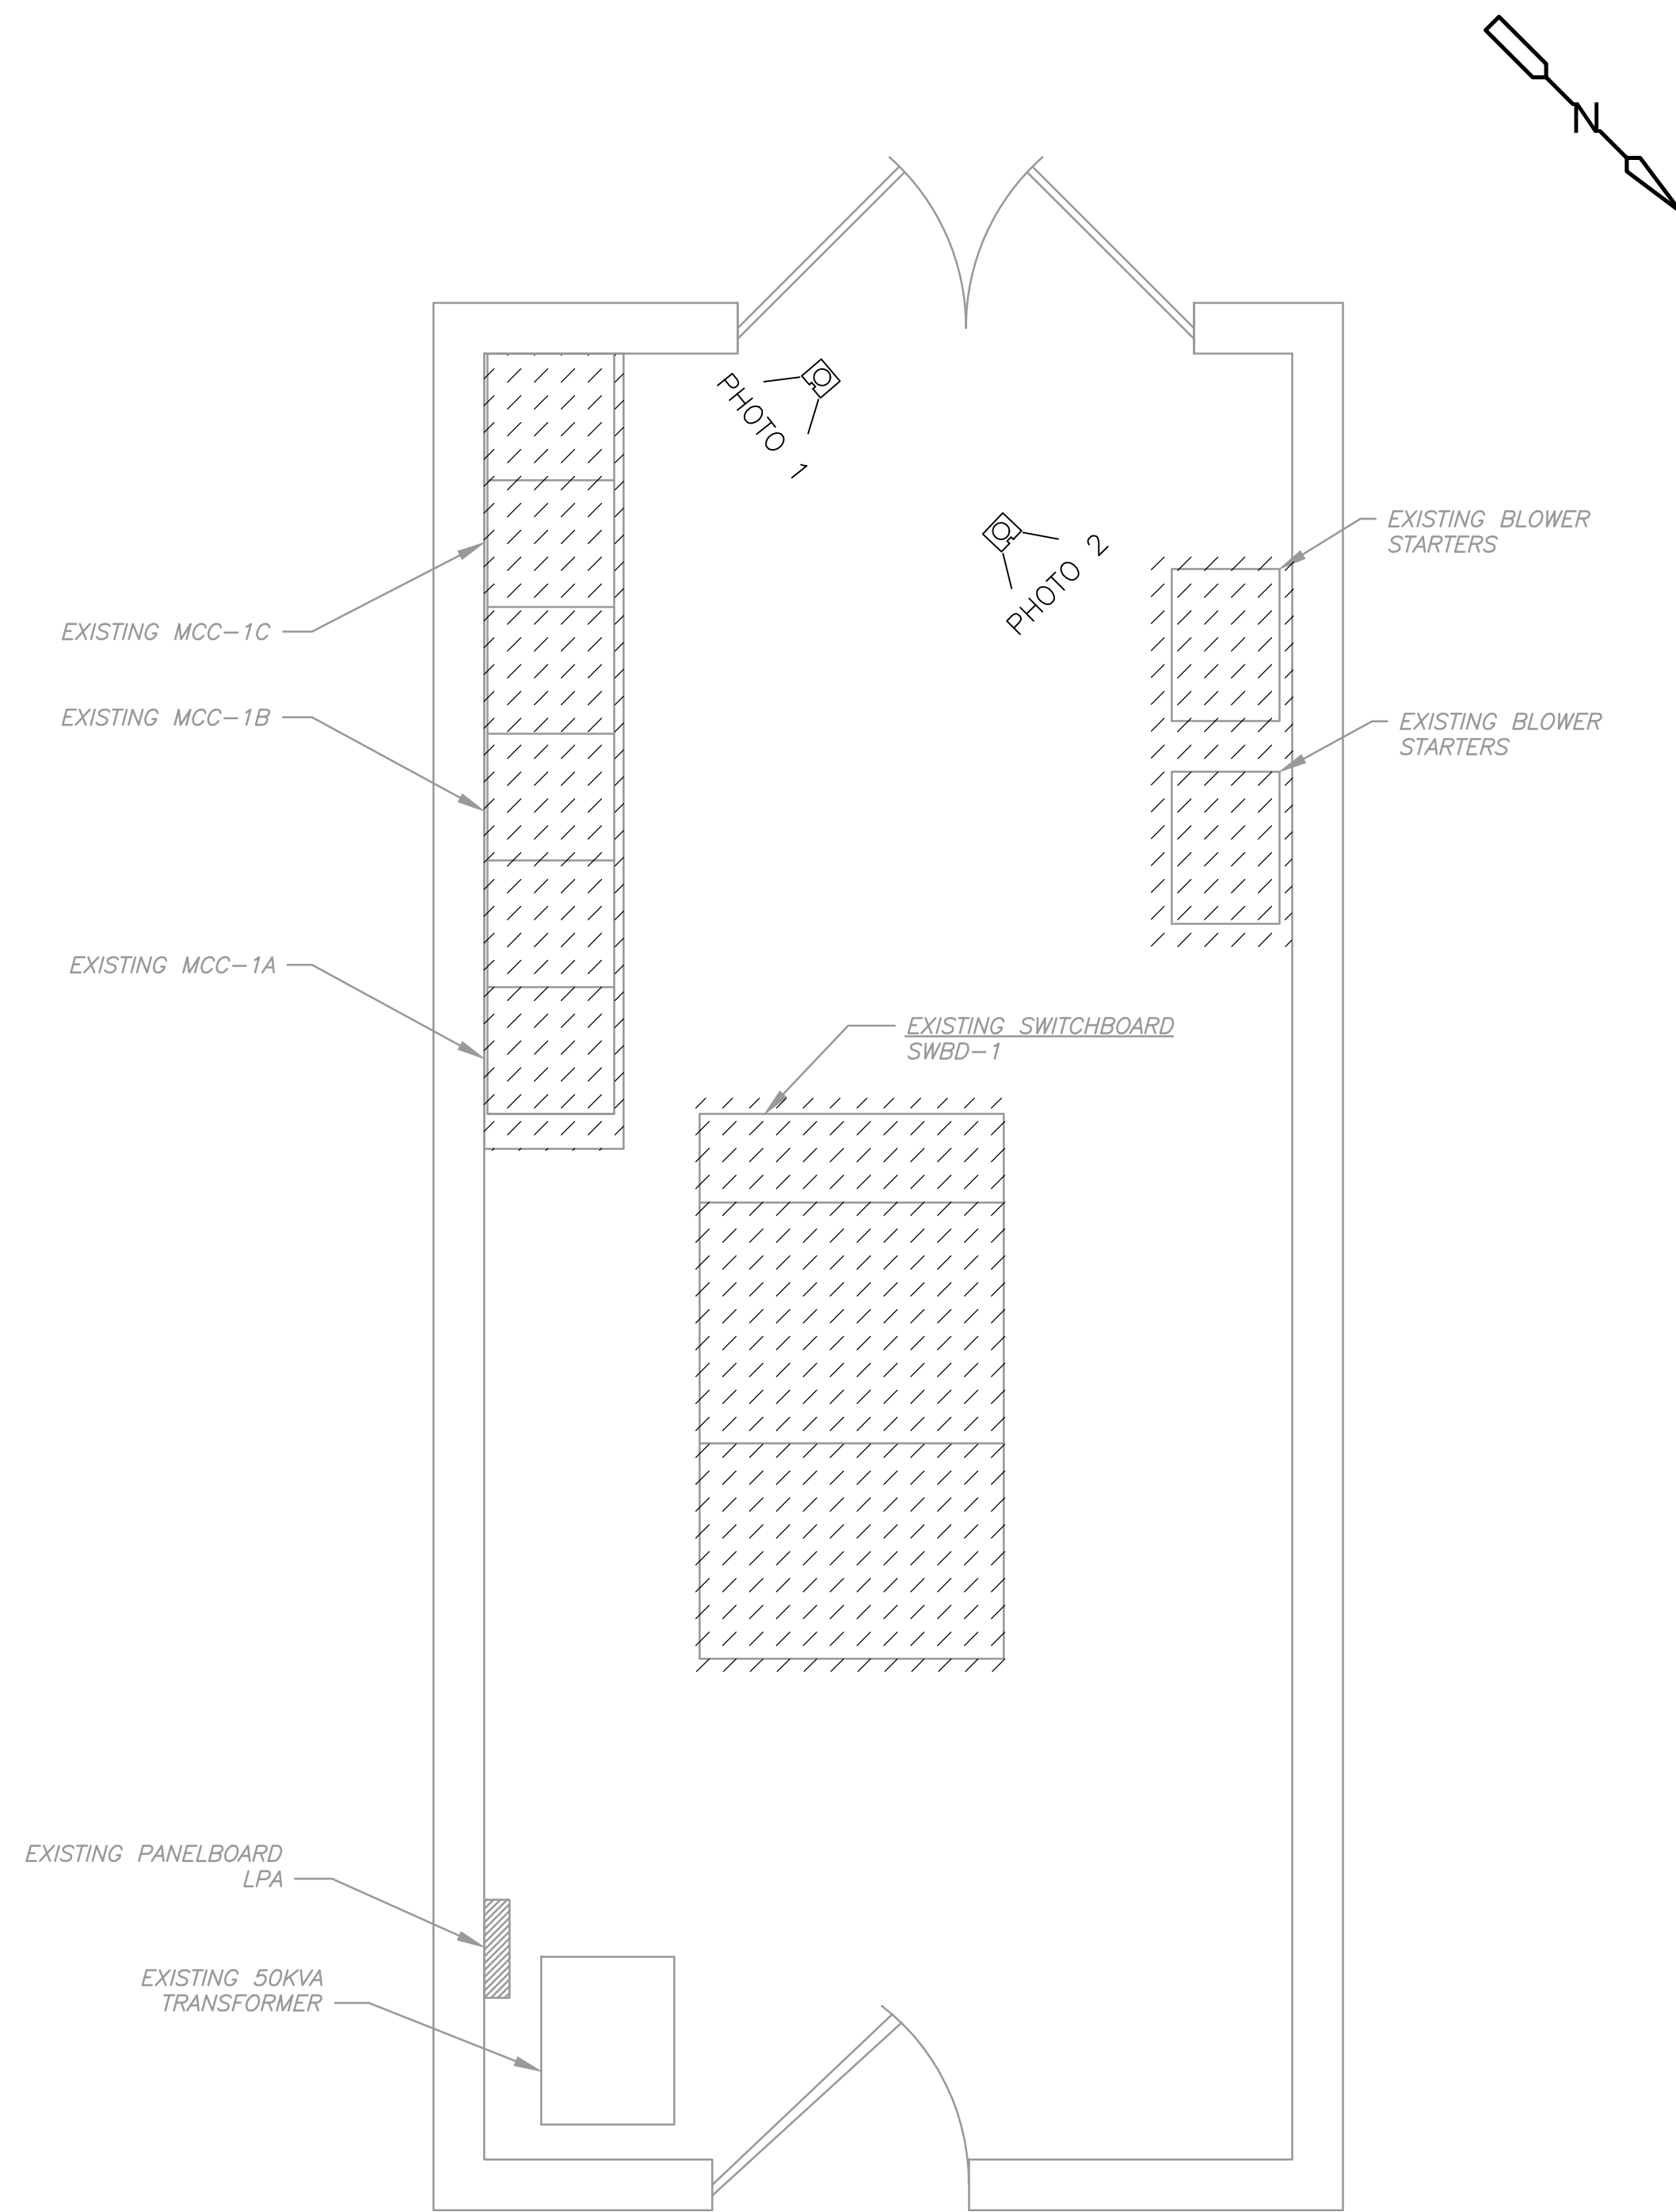 N
PHOTO 1
PHOTO 2
EXISTING BLOWER
STARTERS
EXISTING MCC-1C
EXISTING MCC-1B
EXISTING BLOWER
STARTERS
EXISTING MCC-1A
EXISTING SWITCHBOARD
SWBD-1
EXISTING PANELBOARD
LPA
EXISTING 50KVA
TRANSFORMER